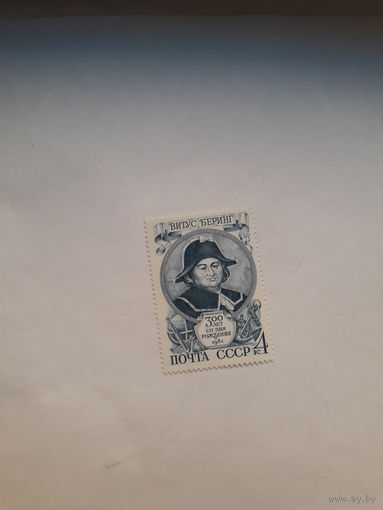 ВИТУС БЕРИНГ
300
ЛЕТ
СО ДНЯ
РОЖДЕНИЯ
1981
ПОЧТА СССР 4
К
www.ay.by